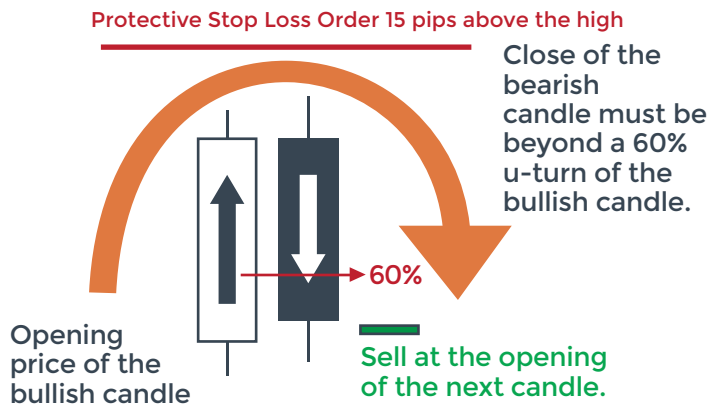 Protective Stop Loss Order 15 pips above the high
Close of the
bearish
candle must be
beyond a 60%
u-turn of the
bullish candle.
60%
Opening
price of the
bullish candle
Sell at the opening
of the next candle.